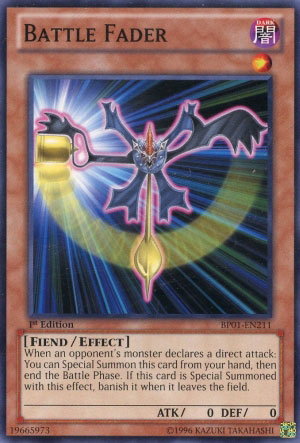 BATTLE FADER
DARK
闇
1st Edition
BP01-EN211
[FIEND / EFFECT]
When an opponent's monster declares a direct attack:
You can Special Summon this card from your hand, then
end the Battle Phase. If this card is Special Summoned
with this effect, banish it when it leaves the field.
ATK / 0 DEF / 0
19665973
©1996 KAZUKI TAKAHASHI